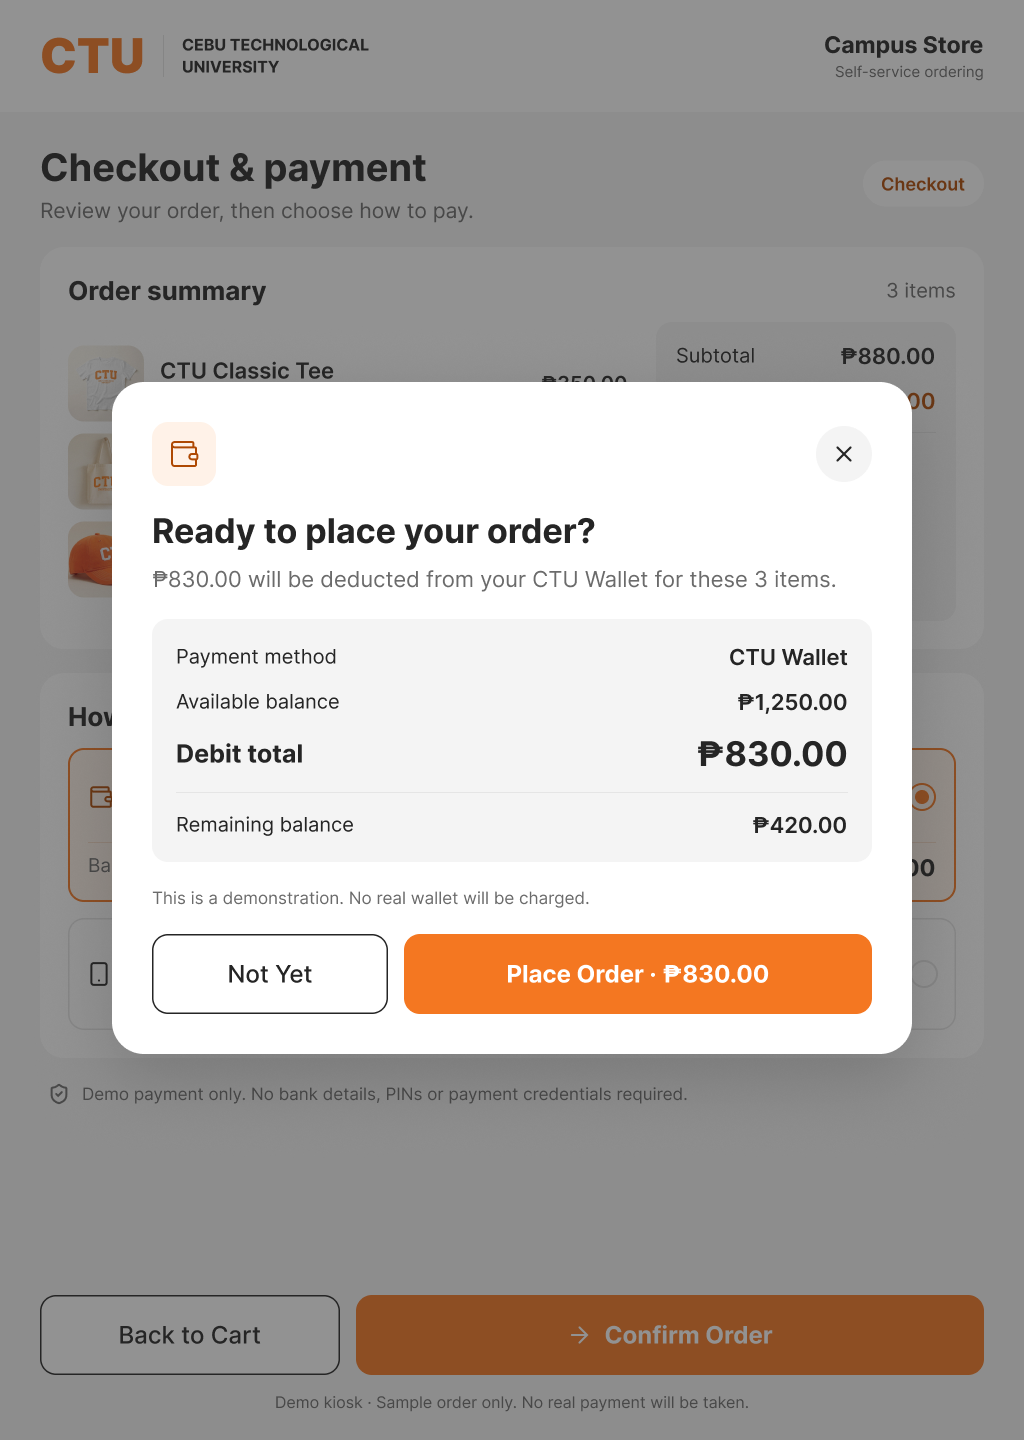 CTU
CEBU TECHNOLOGICAL
UNIVERSITY
Campus Store
Self-service ordering
Checkout & payment
Review your order, then choose how to pay.
Checkout
Order summary
3 items
CTU
CTU Classic Tee
₱350.00
Subtotal
₱880.00
Ready to place your order?
₱830.00 will be deducted from your CTU Wallet for these 3 items.
Payment method
CTU Wallet
Available balance
₱1,250.00
Debit total
₱830.00
Remaining balance
₱420.00
This is a demonstration. No real wallet will be charged.
Not Yet
Place Order · ₱830.00
Demo payment only. No bank details, PINs or payment credentials required.
Back to Cart
→ Confirm Order
Demo kiosk · Sample order only. No real payment will be taken.